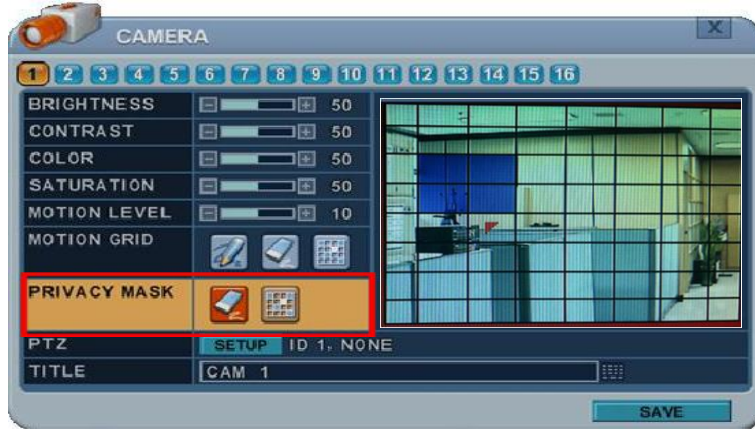 CAMERA
X
1 2 3 4 5 6 7 8 9 10 11 12 13 14 15 16
BRIGHTNESS 50
CONTRAST 50
COLOR 50
SATURATION 50
MOTION LEVEL 10
MOTION GRID
PRIVACY MASK
PTZ SETUP ID 1, NONE
TITLE CAM 1
SAVE